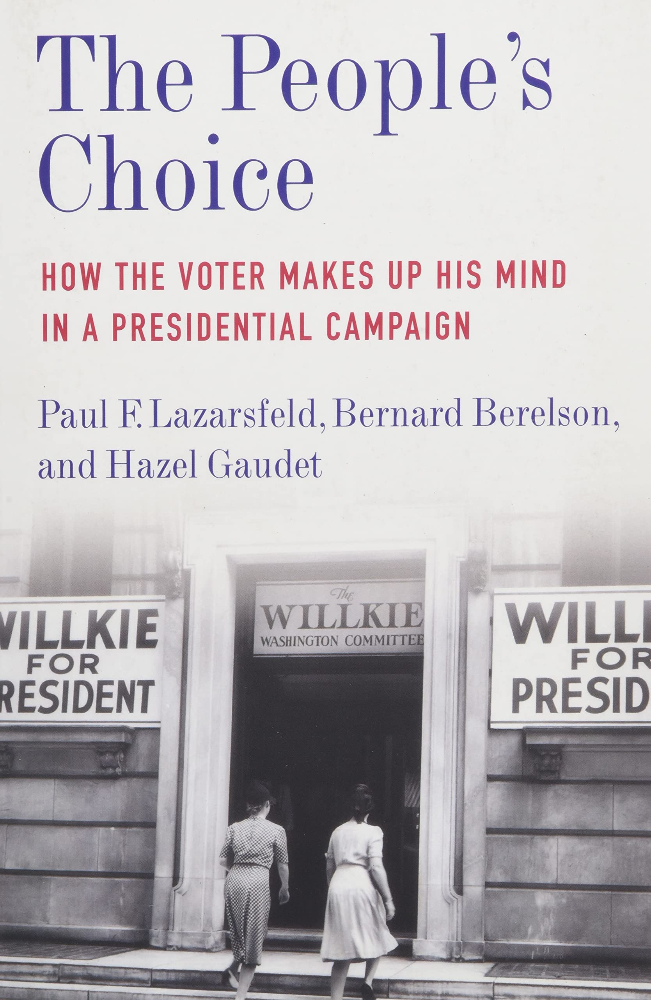 The People’s
Choice
HOW THE VOTER MAKES UP HIS MIND
IN A PRESIDENTIAL CAMPAIGN
Paul F. Lazarsfeld, Bernard Berelson,
and Hazel Gaudet
The
WILLKIE
WASHINGTON COMMITTEE
WILLKIE
FOR
RESIDENT
WILLK
FOR
PRESID